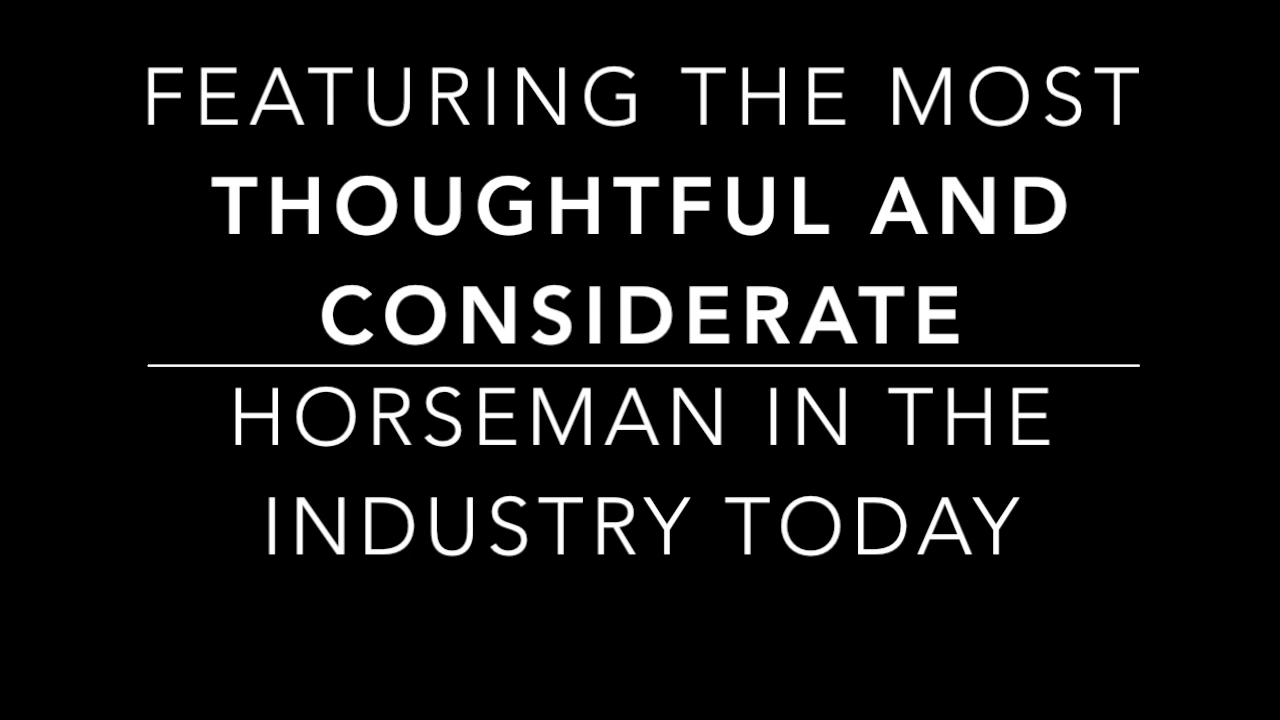 FEATURING THE MOST
THOUGHTFUL AND
CONSIDERATE
HORSEMAN IN THE
INDUSTRY TODAY